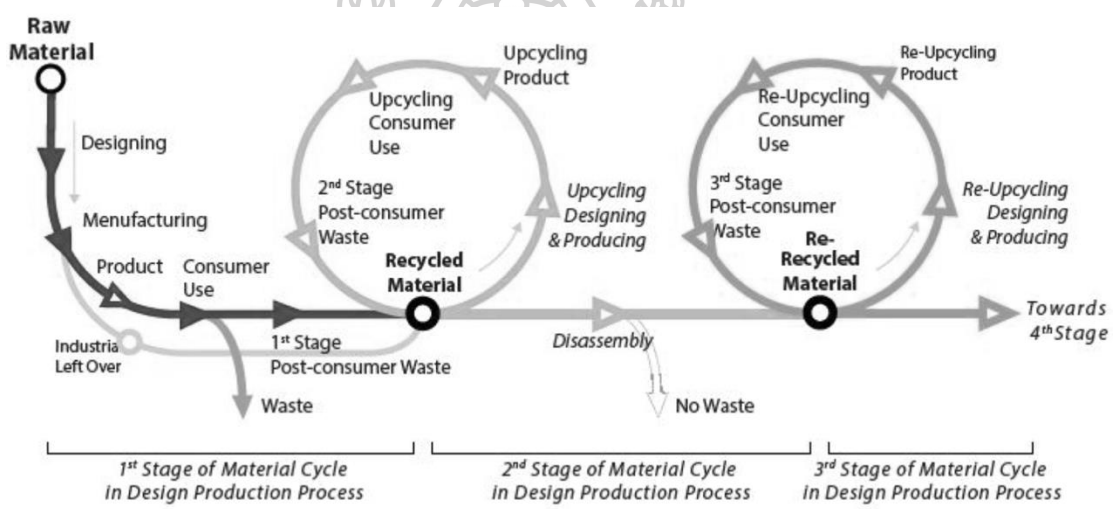 Raw
Material
Designing
Menufacturing
Product
Consumer
Use
Industria
Left Over
1st Stage
Post-consumer Waste
Waste
Recycled
Material
2nd Stage
Post-consumer
Waste
Upcycling
Consumer
Use
Upcycling
Product
Upcycling
Designing
& Producing
Disassembly
No Waste
Re-
Recycled
Material
3rd Stage
Post-consumer
Waste
Re-Upcycling
Consumer
Use
Re-Upcycling
Product
Re-Upcycling
Designing
& Producing
Towards
4th Stage
1st Stage of Material Cycle
in Design Production Process
2nd Stage of Material Cycle
in Design Production Process
3rd Stage of Material Cycle
in Design Production Process